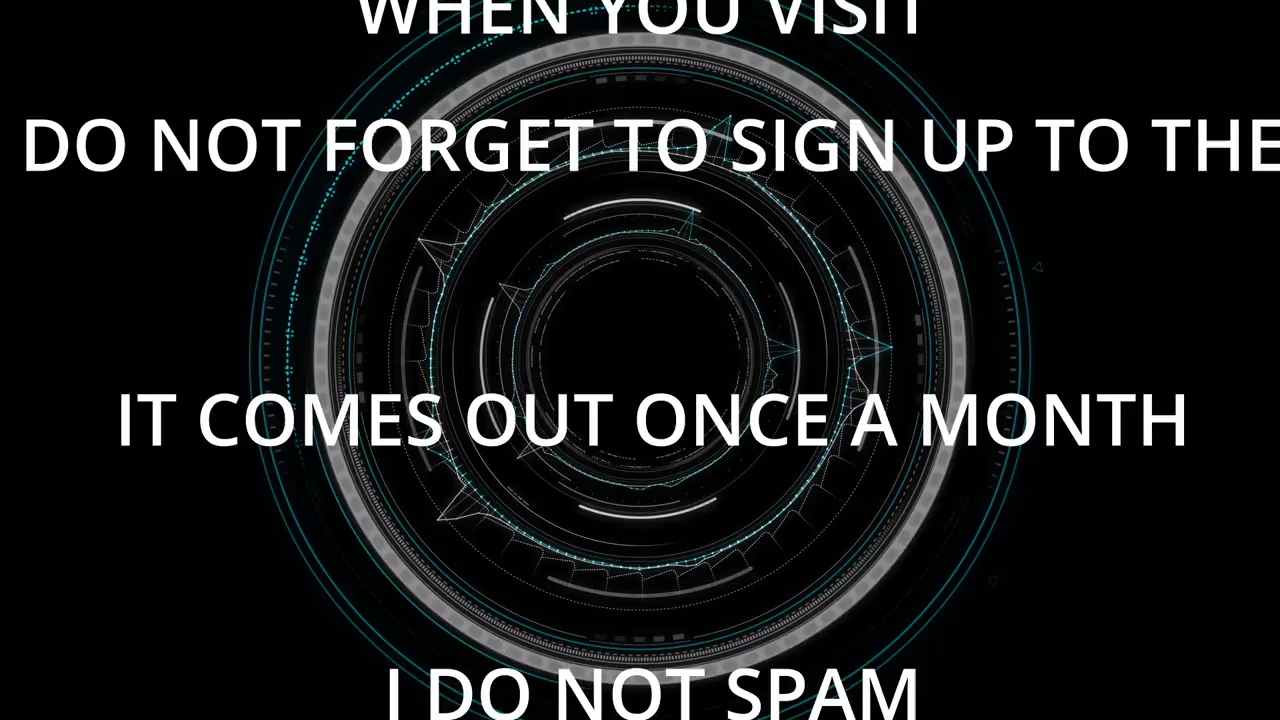 WHEN YOU VISIT
DO NOT FORGET TO SIGN UP TO THE
IT COMES OUT ONCE A MONTH
I DO NOT SPAM